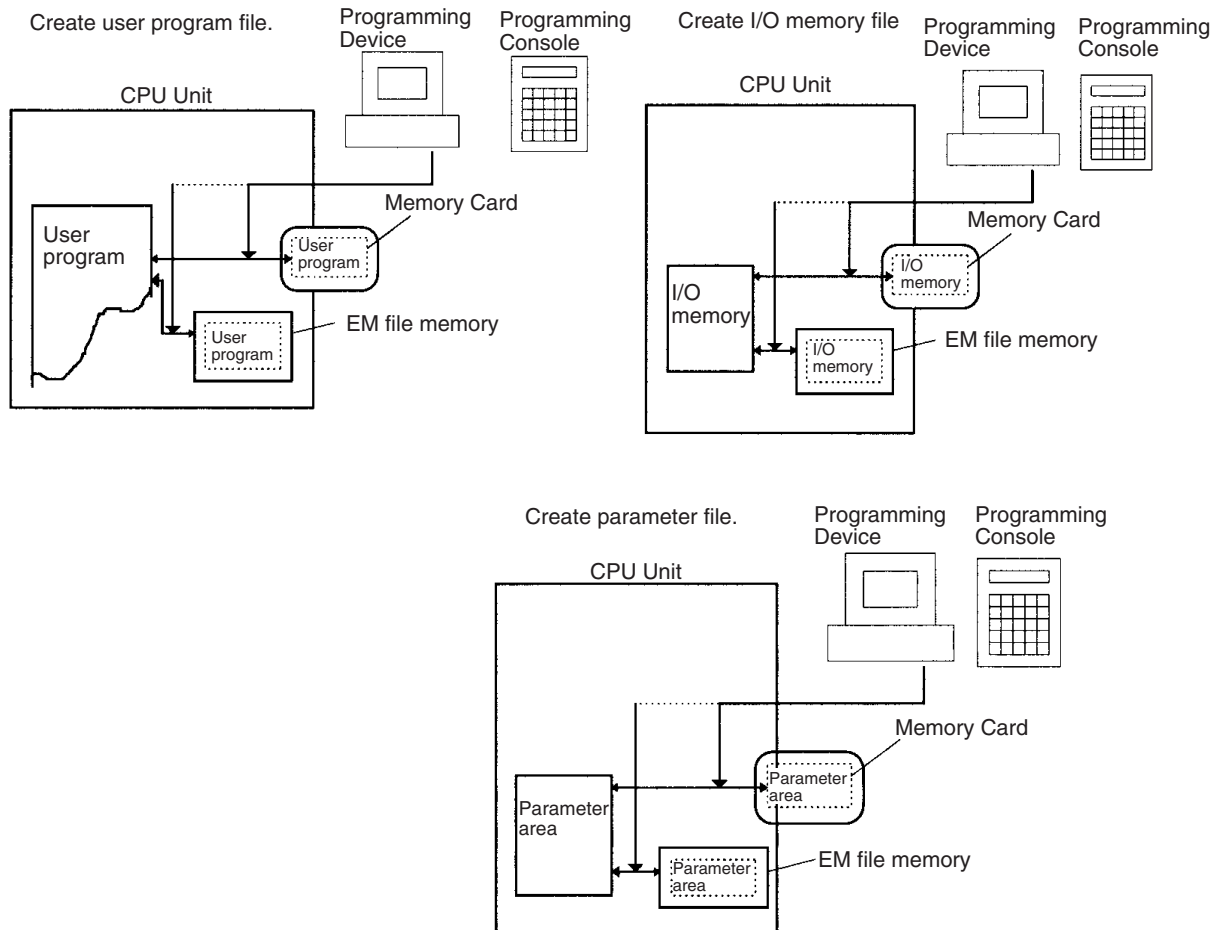 Create user program file.
Programming
Device
Programming
Console
CPU Unit
Memory Card
User
program
User
program
EM file memory
User
program
Create I/O memory file
Programming
Device
Programming
Console
CPU Unit
Memory Card
I/O
memory
I/O
memory
EM file memory
I/O
memory
Create parameter file.
Programming
Device
Programming
Console
CPU Unit
Memory Card
Parameter
area
Parameter
area
EM file memory
Parameter
area